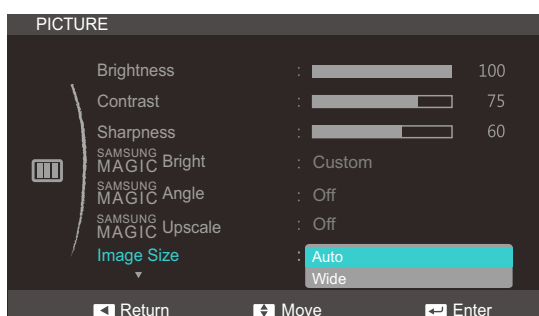 PICTURE
Brightness : 100
Contrast : 75
Sharpness : 60
SAMSUNG
MAGIC Bright : Custom
SAMSUNG
MAGIC Angle : Off
SAMSUNG
MAGIC Upscale : Off
Image Size : Auto
Wide
Return Move Enter